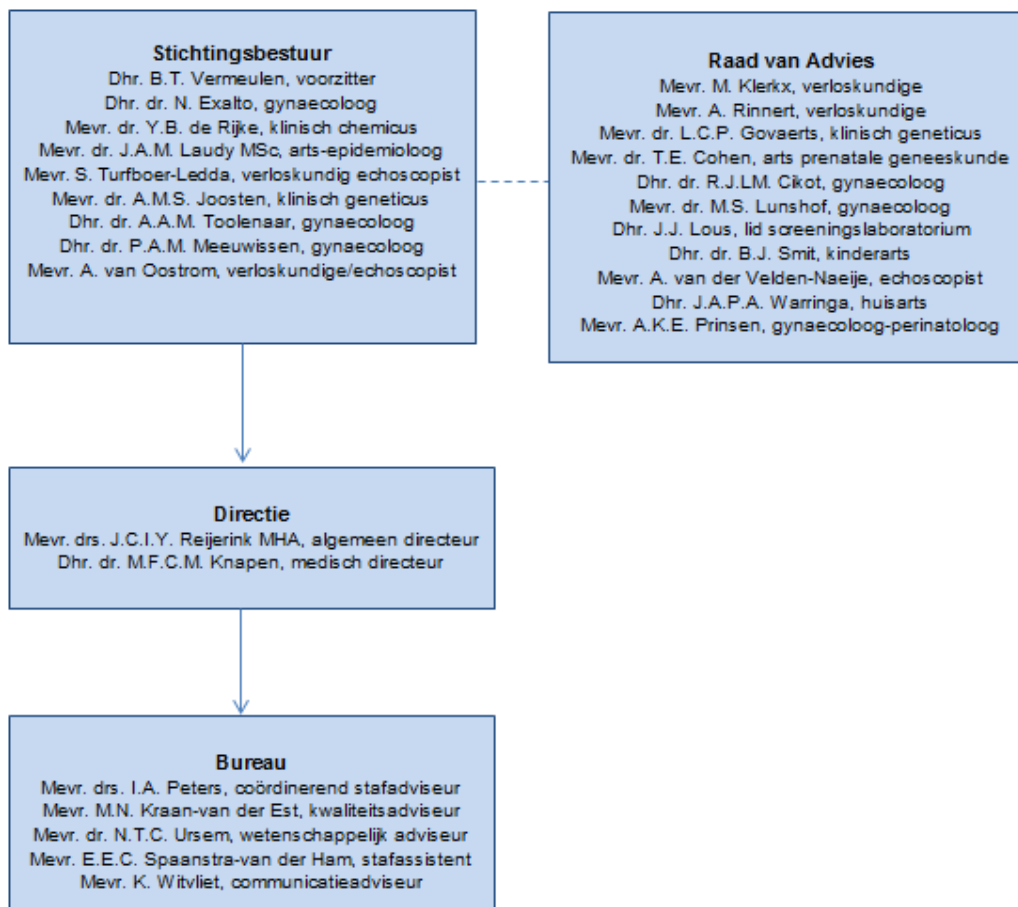 Stichtingsbestuur
Dhr. B.T. Vermeulen, voorzitter
Dhr. dr. N. Exalto, gynaecoloog
Mevr. dr. Y.B. de Rijke, klinisch chemicus
Mevr. dr. J.A.M. Laudy MSc, arts-epidemioloog
Mevr. S. Turfboer-Ledda, verloskundig echoscopist
Mevr. dr. A.M.S. Joosten, klinisch geneticus
Dhr. dr. A.A.M. Toolenaar, gynaecoloog
Dhr. dr. P.A.M. Meeuwissen, gynaecoloog
Mevr. A. van Oostrom, verloskundige/echoscopist
Raad van Advies
Mevr. M. Klerkx, verloskundige
Mevr. A. Rinnert, verloskundige
Mevr. dr. L.C.P. Govaerts, klinisch geneticus
Mevr. dr. T.E. Cohen, arts prenatale geneeskunde
Dhr. dr. R.J.LM. Cikot, gynaecoloog
Mevr. dr. M.S. Lunshof, gynaecoloog
Dhr. J.J. Lous, lid screeningslaboratorium
Dhr. dr. B.J. Smit, kinderarts
Mevr. A. van der Velden-Naeije, echoscopist
Dhr. J.A.P.A. Warringa, huisarts
Mevr. A.K.E. Prinsen, gynaecoloog-perinatoloog
Directie
Mevr. drs. J.C.I.Y. Reijerink MHA, algemeen directeur
Dhr. dr. M.F.C.M. Knapen, medisch directeur
Bureau
Mevr. drs. I.A. Peters, coördinerend stafadviseur
Mevr. M.N. Kraan-van der Est, kwaliteitsadviseur
Mevr. dr. N.T.C. Ursem, wetenschappelijk adviseur
Mevr. E.E.C. Spaanstra-van der Ham, stafassistent
Mevr. K. Witvliet, communicatieadviseur